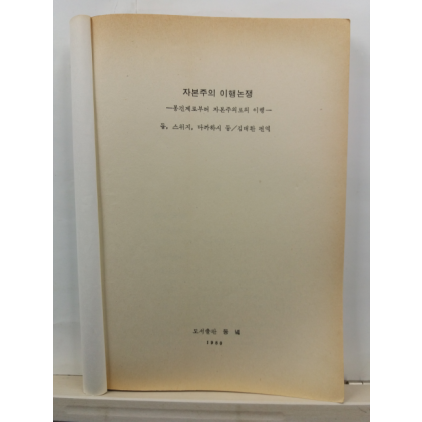 자본주의 이행논쟁
—봉건제로부터 자본주의로의 이행—
돕, 스위지, 다카하시 등/김대환 편역
도서출판